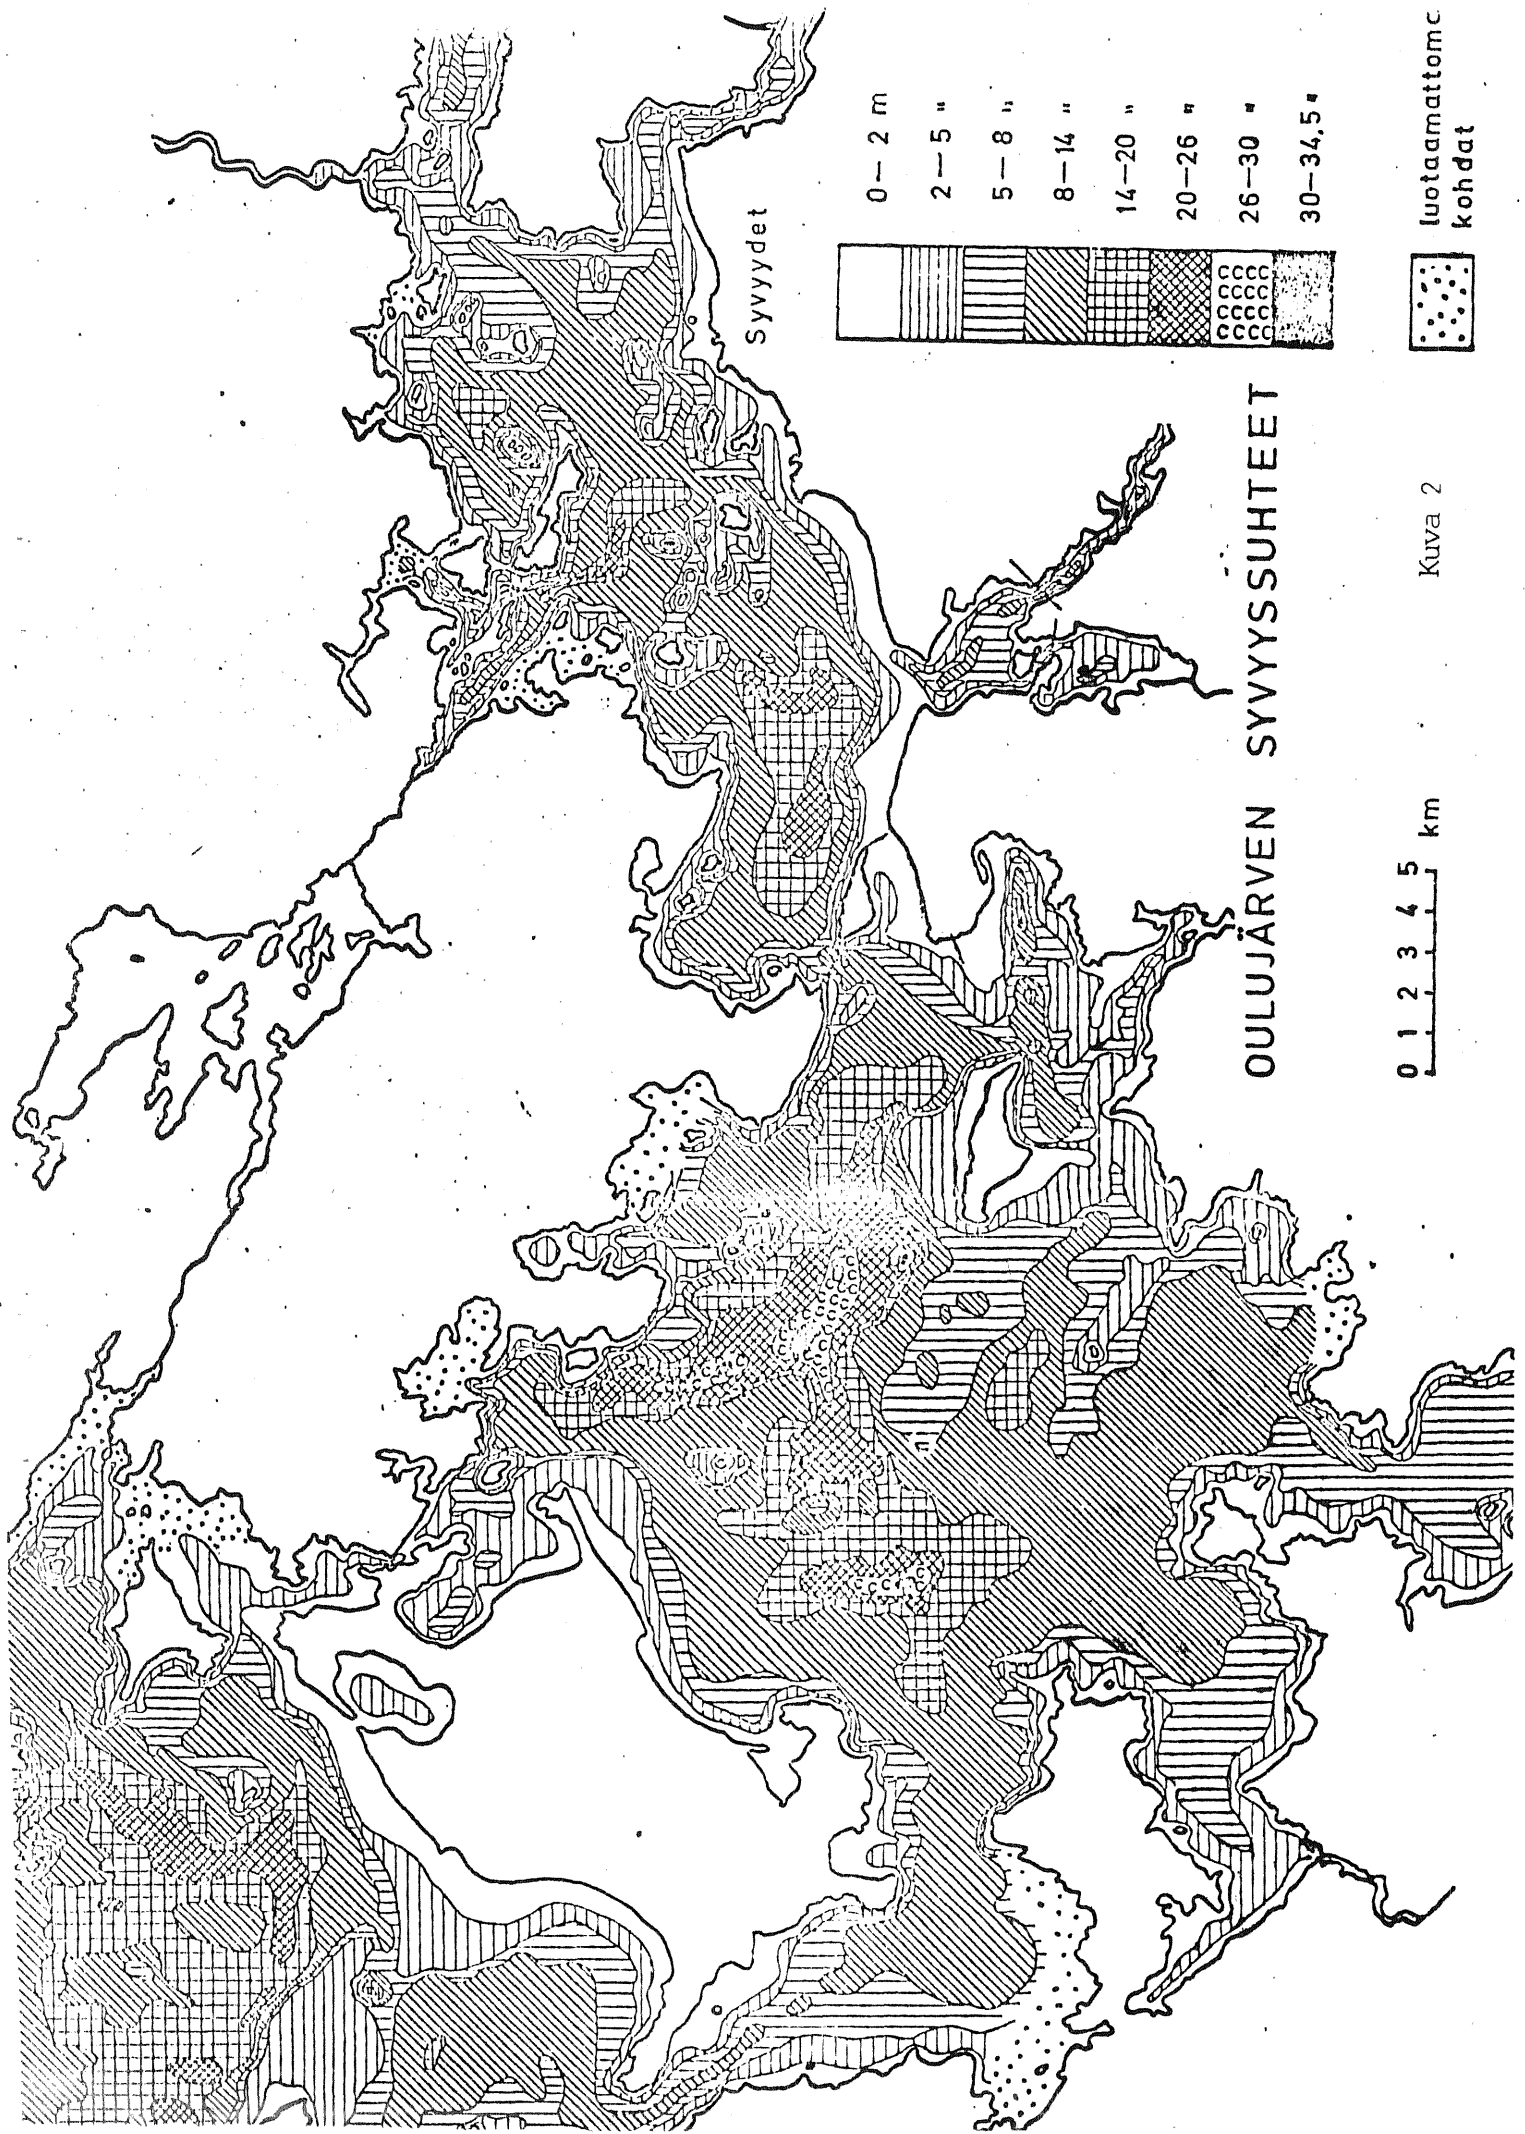 Syvyydet
0–2 m
2–5 "
5–8 "
8–14 "
14–20 "
20–26 "
26–30 "
30–34,5 "
luotaamattomc
kohdat
OULUJÄRVEN SYVYYSSUHTEET
0 1 2 3 4 5 km
Kuva 2